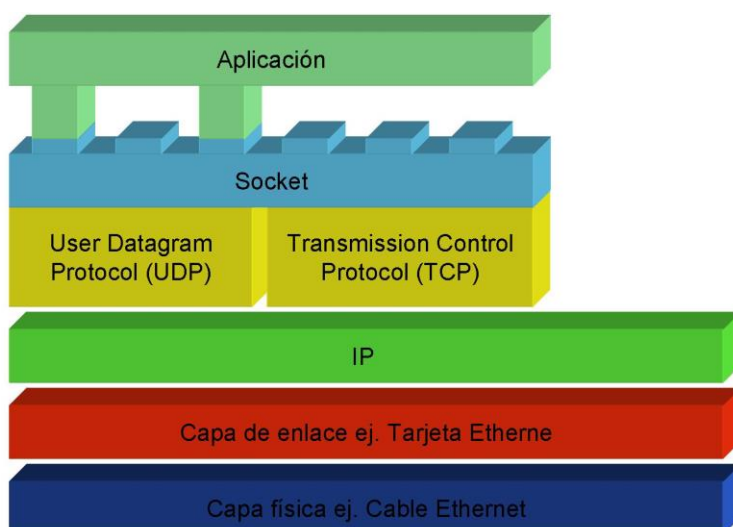 Aplicación
Socket
User Datagram
Protocol (UDP)
Transmission Control
Protocol (TCP)
IP
Capa de enlace ej. Tarjeta Etherne
Capa física ej. Cable Ethernet